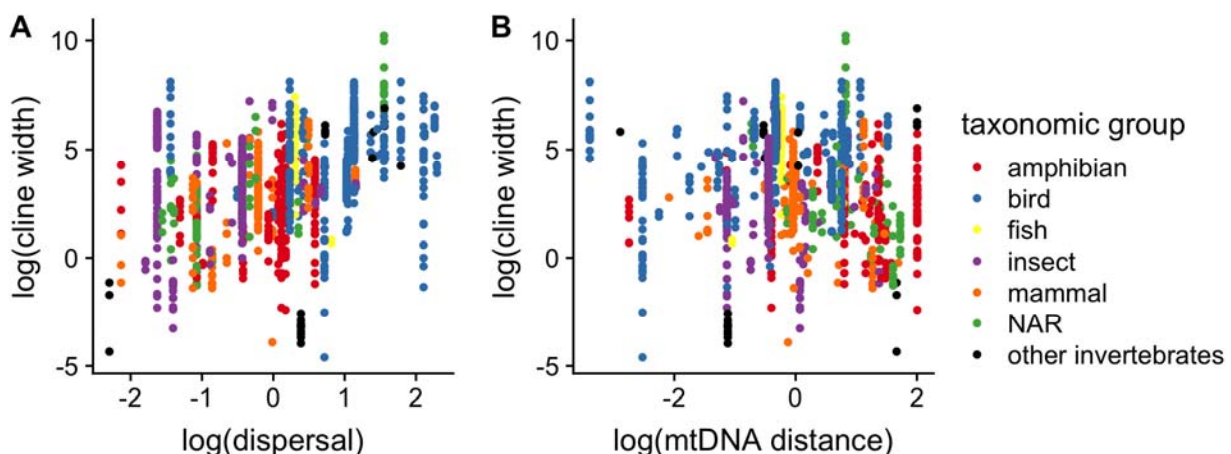 A
B
log(cline width)
10
5
0
-5
-2
-1
0
1
2
log(dispersal)
log(cline width)
10
5
0
-5
-2
0
2
log(mtDNA distance)
taxonomic group
amphibian
bird
fish
insect
mammal
NAR
other invertebrates